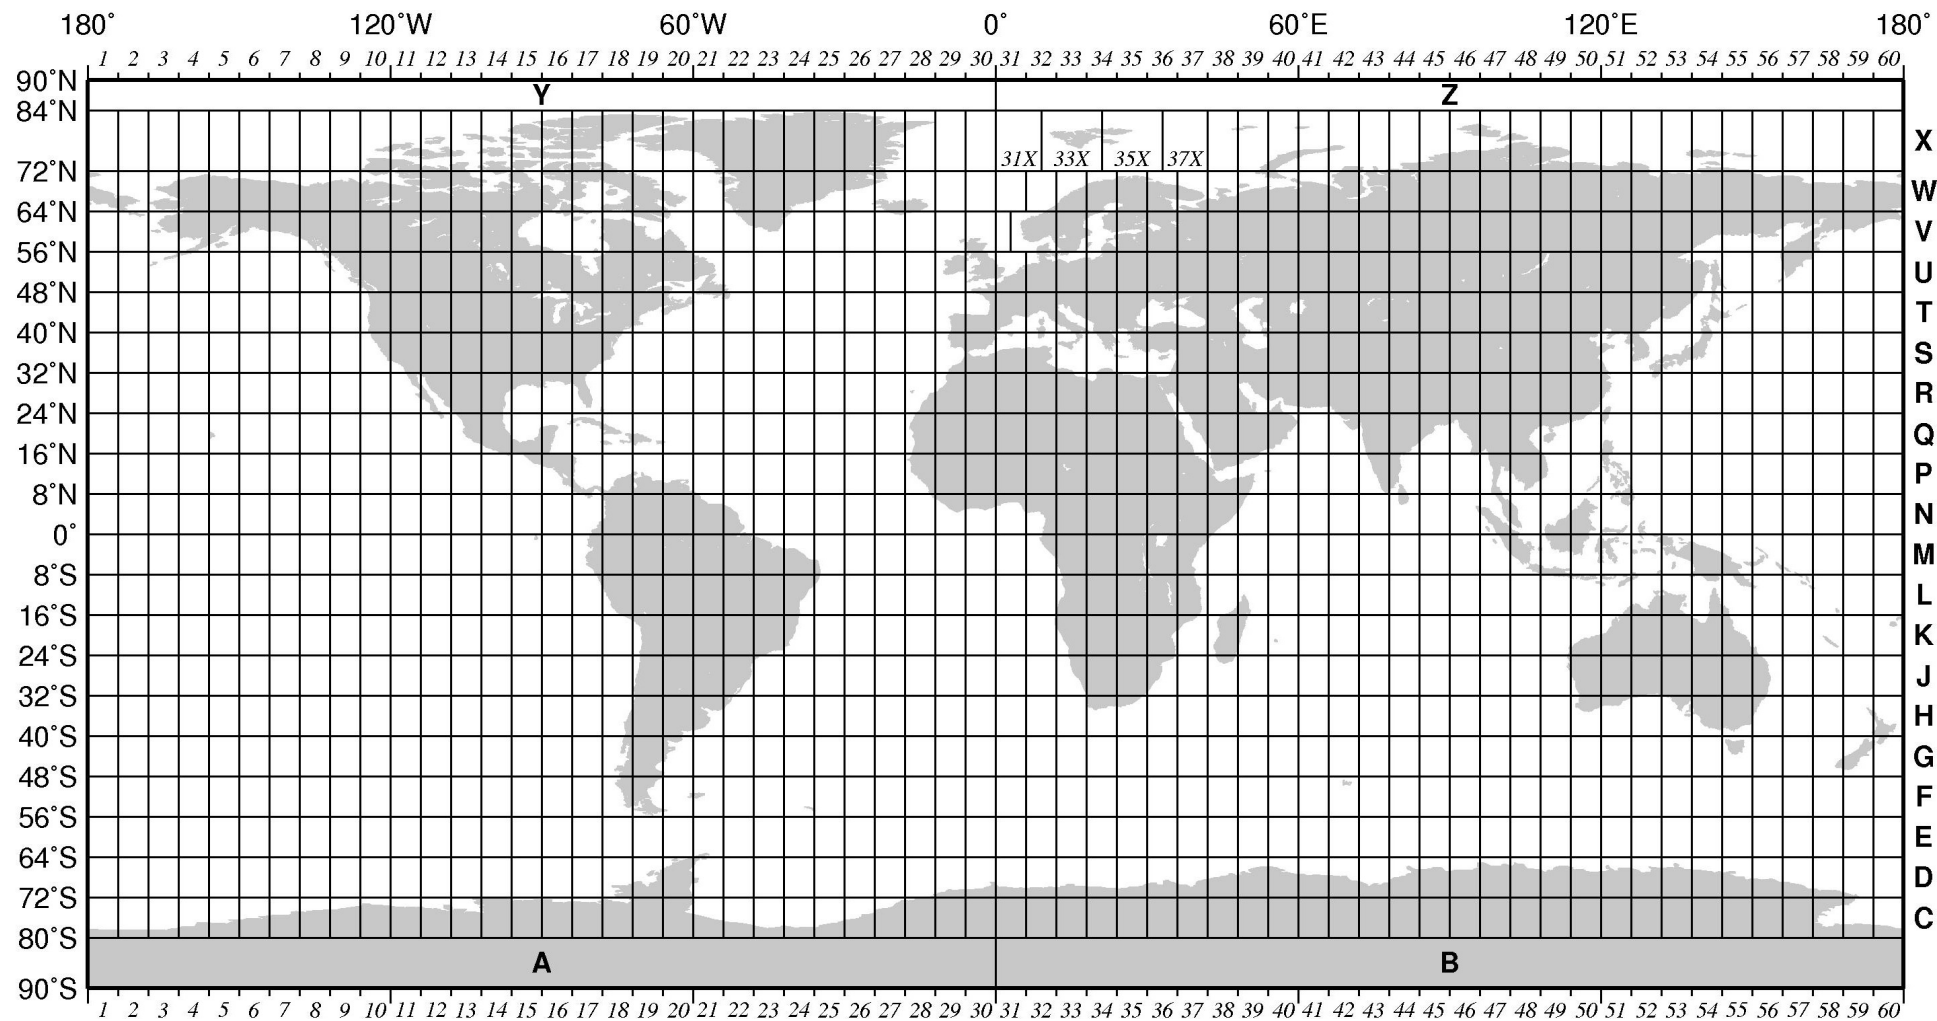 180° 120°W 60°W 0° 60°E 120°E 180°
1 2 3 4 5 6 7 8 9 10 11 12 13 14 15 16 17 18 19 20 21 22 23 24 25 26 27 28 29 30 31 32 33 34 35 36 37 38 39 40 41 42 43 44 45 46 47 48 49 50 51 52 53 54 55 56 57 58 59 60
90°N
Y Z
84°N
X
31X 33X 35X 37X
72°N
W
64°N
V
56°N
U
48°N
T
40°N
S
32°N
R
24°N
Q
16°N
P
8°N
N
0°
M
8°S
L
16°S
K
24°S
J
32°S
H
40°S
G
48°S
F
56°S
E
64°S
D
72°S
C
80°S
A B
90°S
1 2 3 4 5 6 7 8 9 10 11 12 13 14 15 16 17 18 19 20 21 22 23 24 25 26 27 28 29 30 31 32 33 34 35 36 37 38 39 40 41 42 43 44 45 46 47 48 49 50 51 52 53 54 55 56 57 58 59 60
180° 120°W 60°W 0° 60°E 120°E 180°